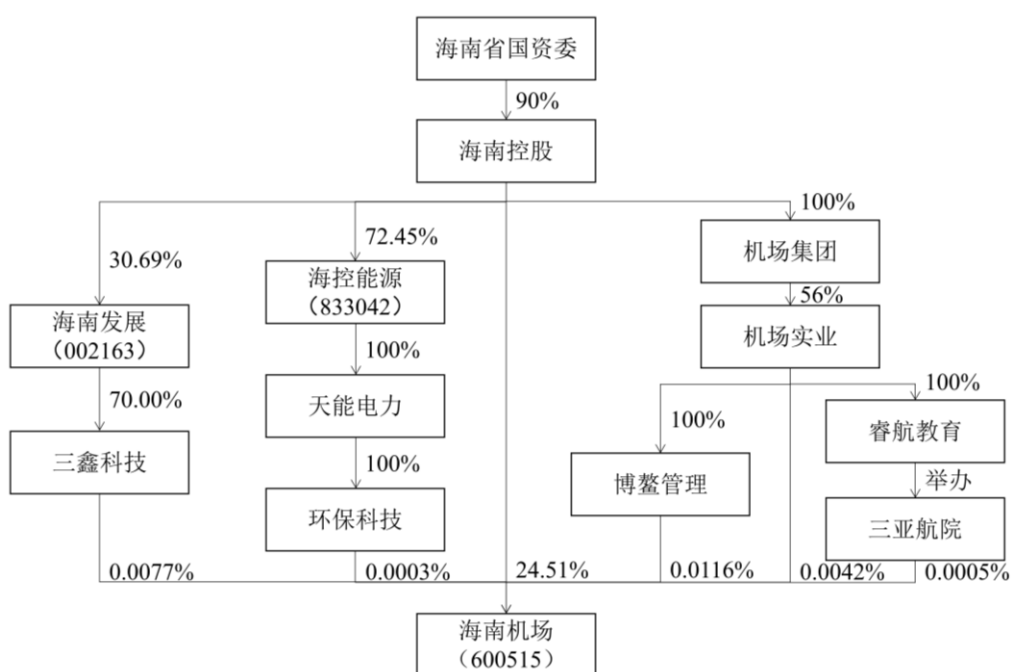 海南省国资委
90%
海南控股
100%
72.45%
机场集团
30.69%
海控能源
(833042)
56%
海南发展
(002163)
机场实业
100%
100%
70.00%
天能电力
100%
睿航教育
三鑫科技
100%
举办
博鳌管理
环保科技
三亚航院
0.0077%
0.0003%
24.51%
0.0116%
0.0042%
0.0005%
海南机场
(600515)